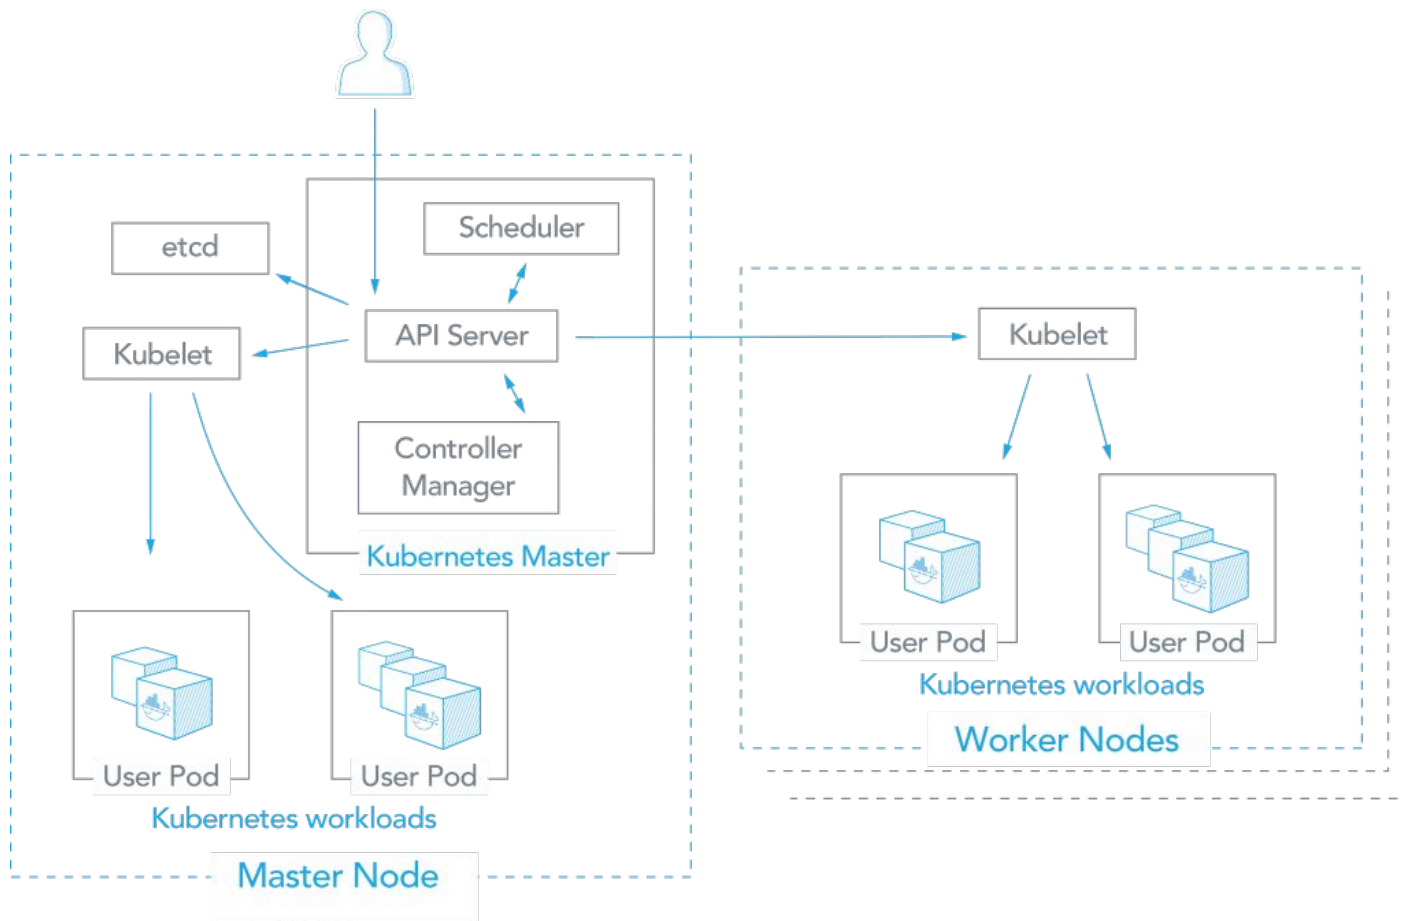 Scheduler
etcd
API Server
Kubelet
Kubelet
Controller
Manager
Kubernetes Master
User Pod
User Pod
Kubernetes workloads
Worker Nodes
User Pod
User Pod
Kubernetes workloads
Master Node